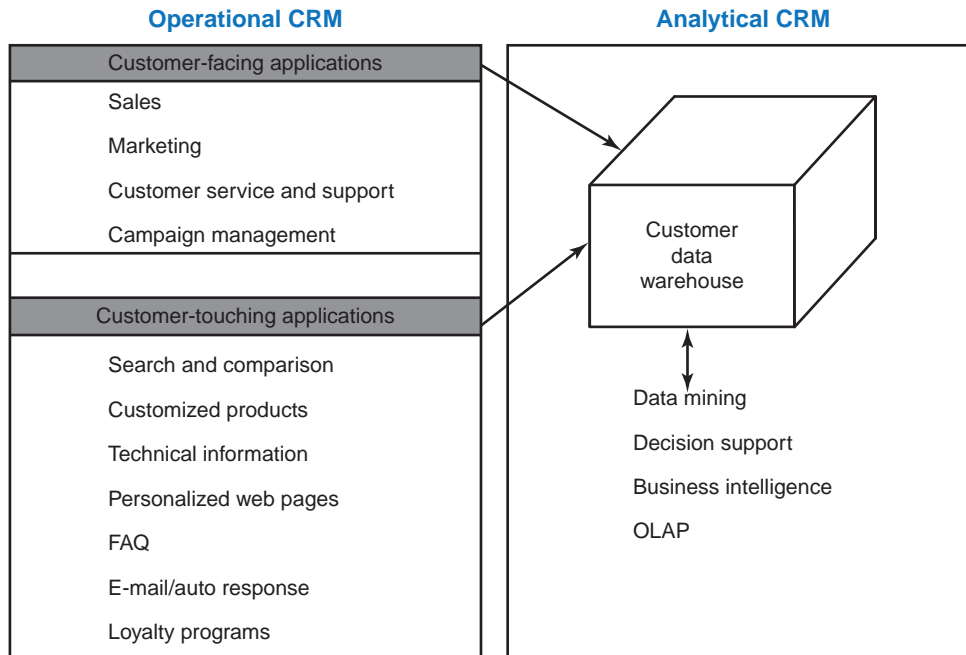 Operational CRM
Customer-facing applications
Sales
Marketing
Customer service and support
Campaign management
Customer-touching applications
Search and comparison
Customized products
Technical information
Personalized web pages
FAQ
E-mail/auto response
Loyalty programs
Analytical CRM
Customer
data
warehouse
Data mining
Decision support
Business intelligence
OLAP